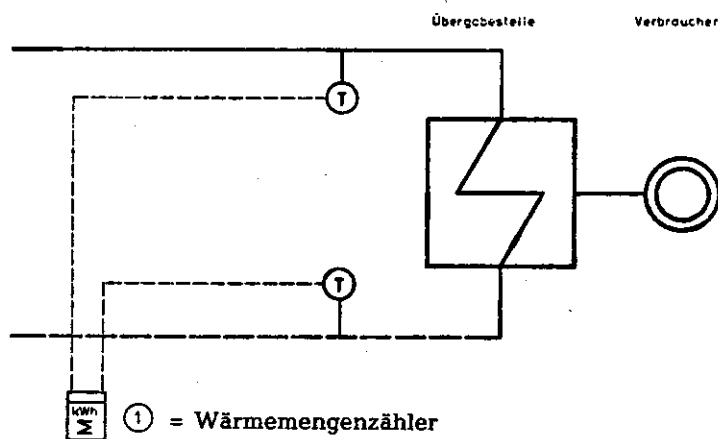 Übergabestelle Verbraucher
T
T
kWh
Σ
① = Wärmemengenzähler